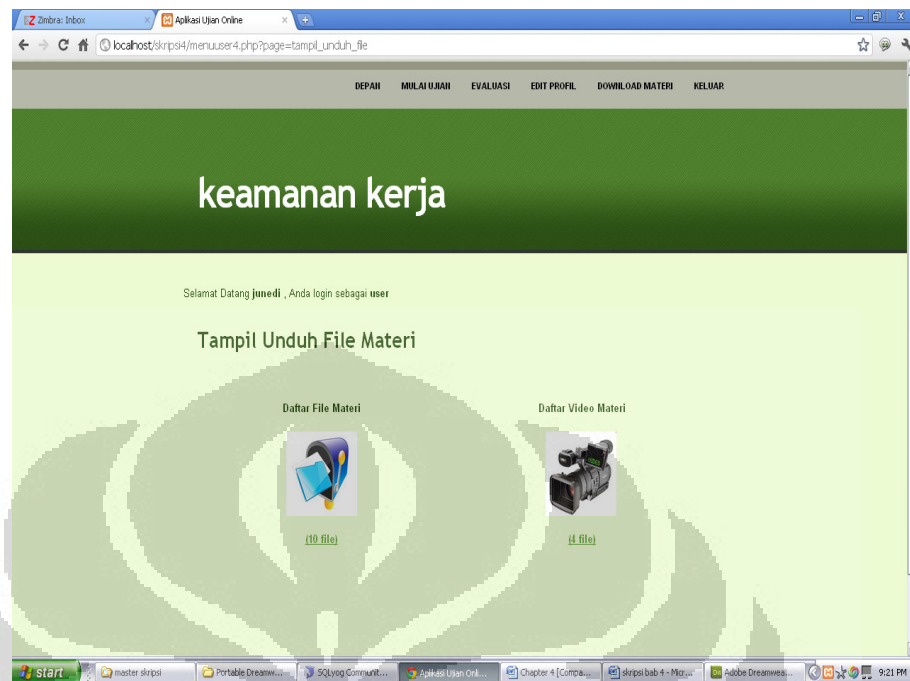 Zimbra: Inbox
Aplikasi Ujian Online
localhost/skripsi4/menuuser4.php?page=tampil_unduh_file
DEPAN MULAI UJIAN EVALUASI EDIT PROFIL DOWNLOAD MATERI KELUAR
keamanan kerja
Selamat Datang junedi , Anda login sebagai user
Tampil Unduh File Materi
Daftar File Materi
Daftar Video Materi
(10 file)
(4 file)
start
master skripsi
Portable Dreamw...
SQLyog Communit...
Aplikasi Ujian Onli...
Chapter 4 [Compa...
skripsi bab 4 - Micr...
Adobe Dreamwea...
9:21 PM